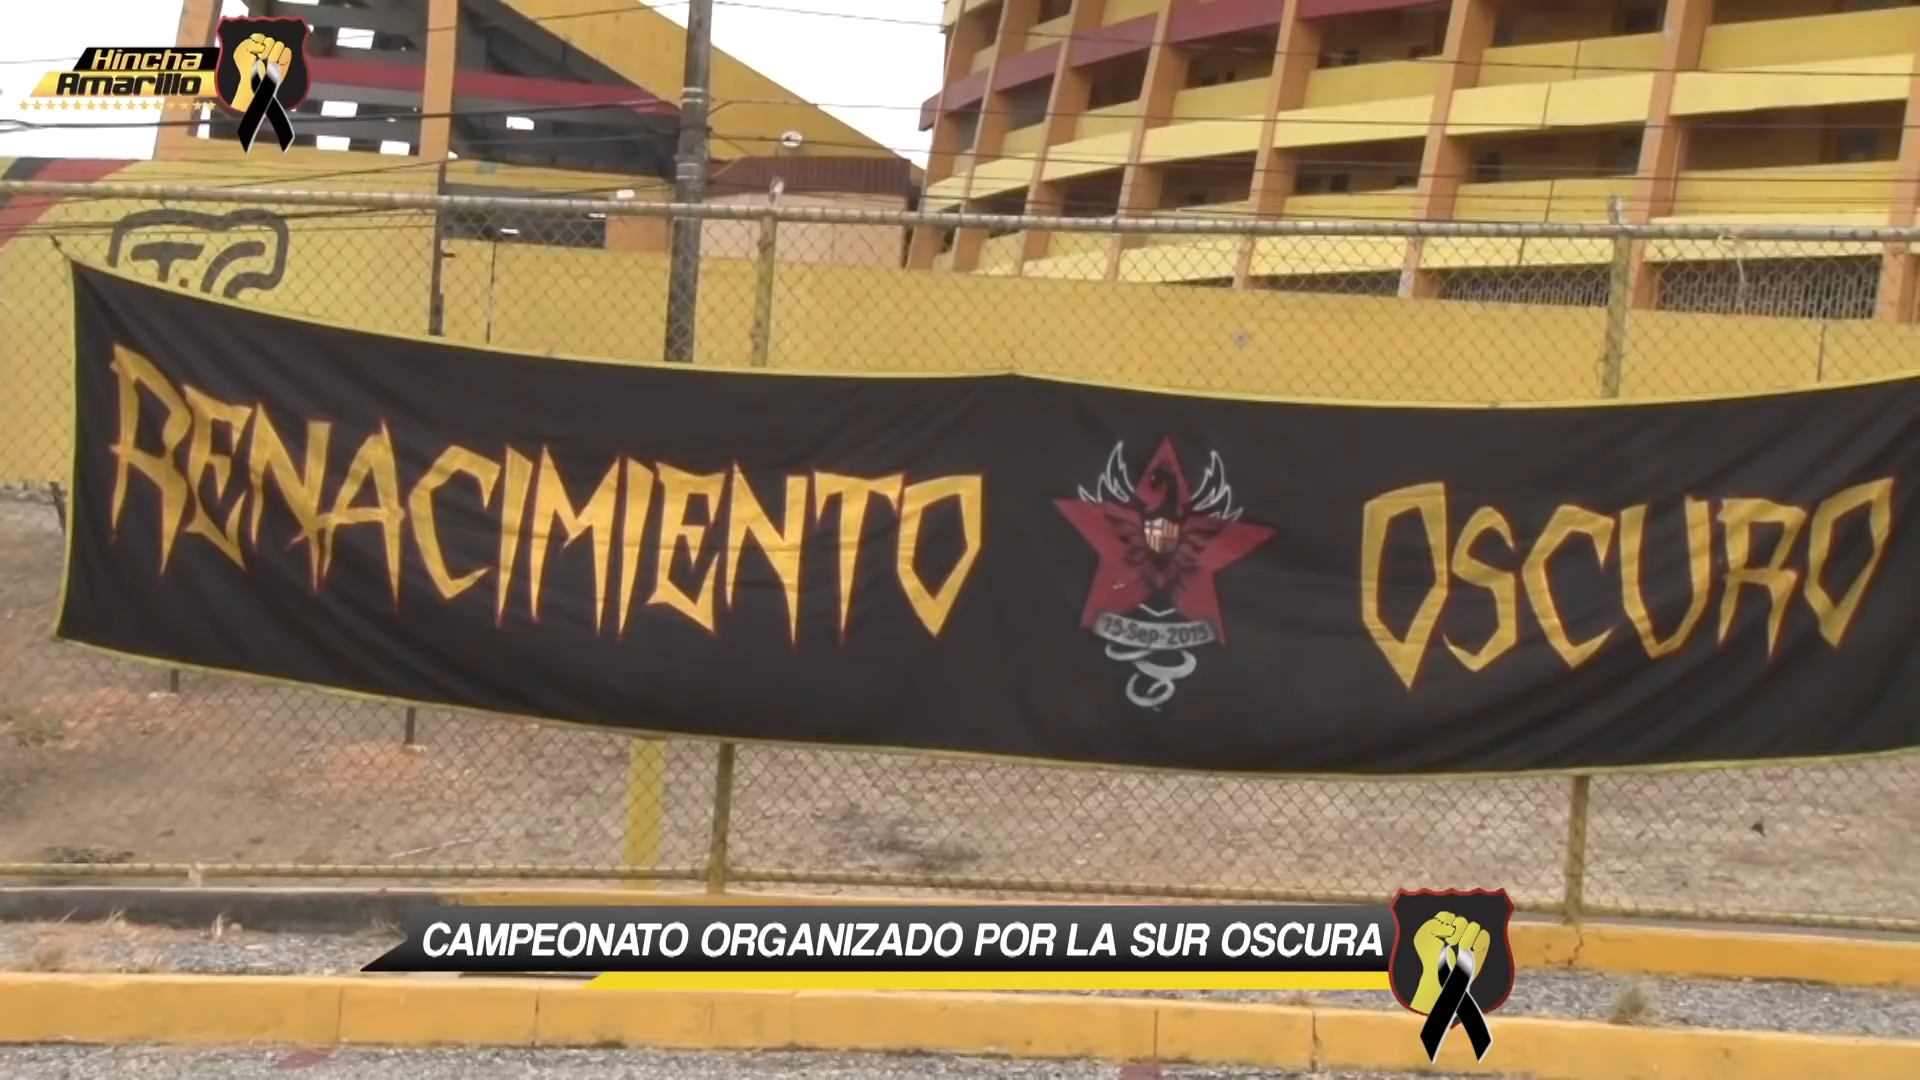 Hincha
Amarillo
T.C
RENACIMIENTO OSCURO
15-Sep-2015
CAMPEONATO ORGANIZADO POR LA SUR OSCURA